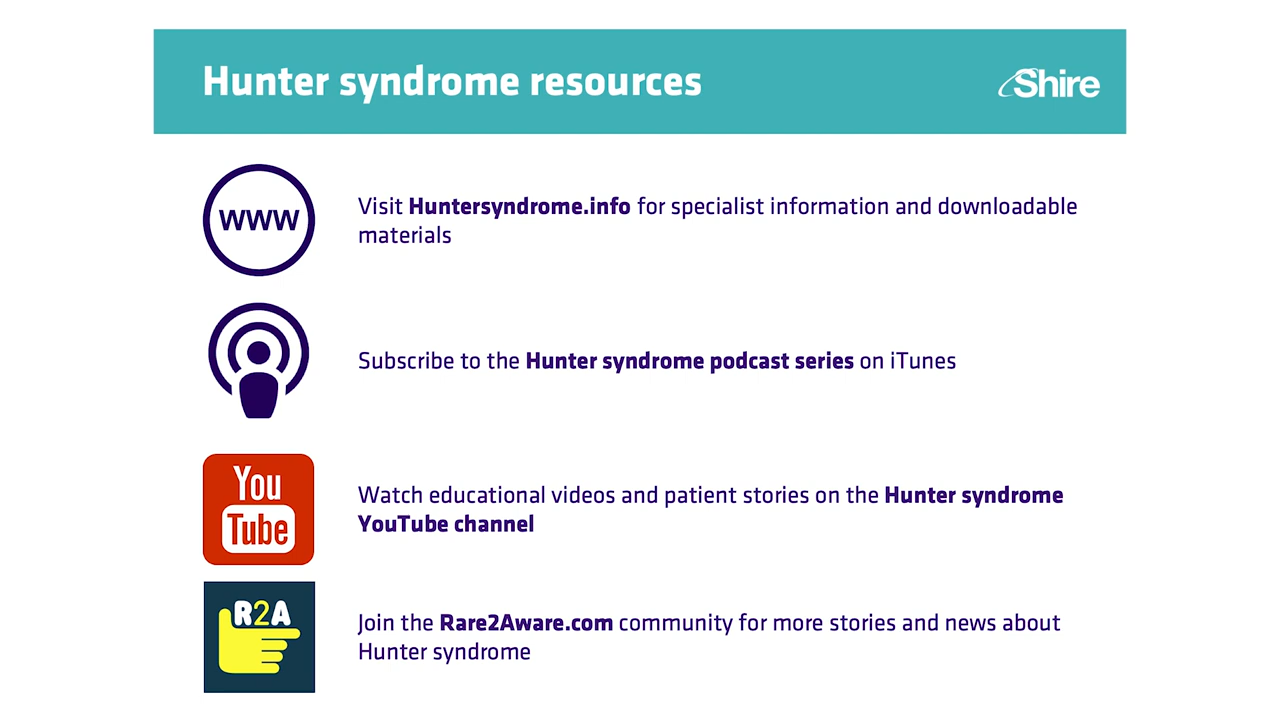 Hunter syndrome resources
Shire
WWW
Visit Huntersyndrome.info for specialist information and downloadable
materials
Subscribe to the Hunter syndrome podcast series on iTunes
You
Tube
Watch educational videos and patient stories on the Hunter syndrome
YouTube channel
R2A
Join the Rare2Aware.com community for more stories and news about
Hunter syndrome